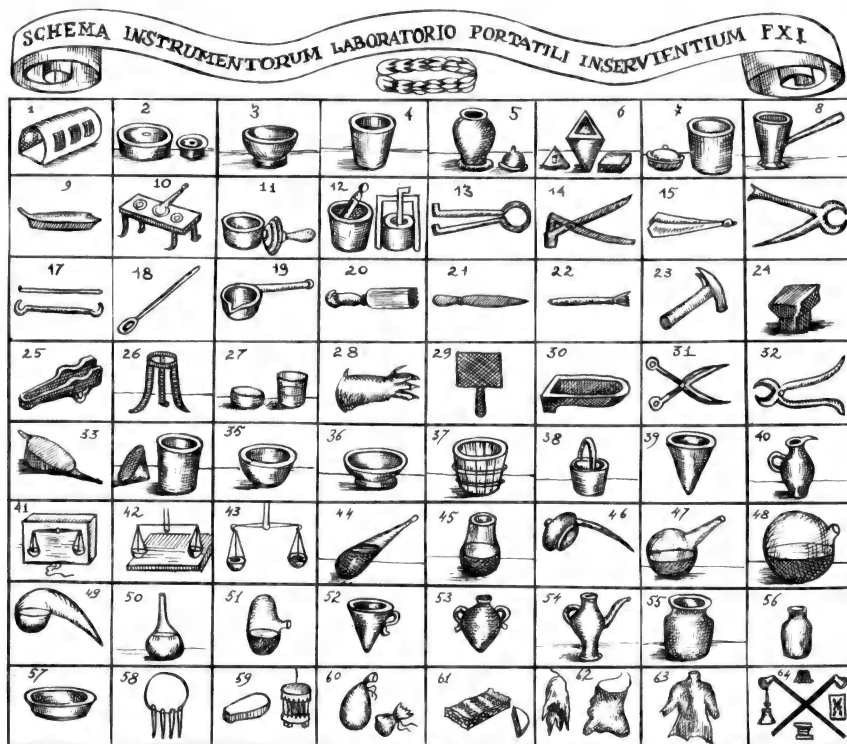 SCHEMA INSTRUMENTORUM LABORATORIO PORTATILI INSERVIENTIUM F.X.I
1 2 3 4 5 6 7 8
9 10 11 12 13 14 15
17 18 19 20 21 22 23 24
25 26 27 28 29 30 31 32
33 35 36 37 38 39 40
41 42 43 44 45 46 47 48
49 50 51 52 53 54 55 56
57 58 59 60 61 62 63 64